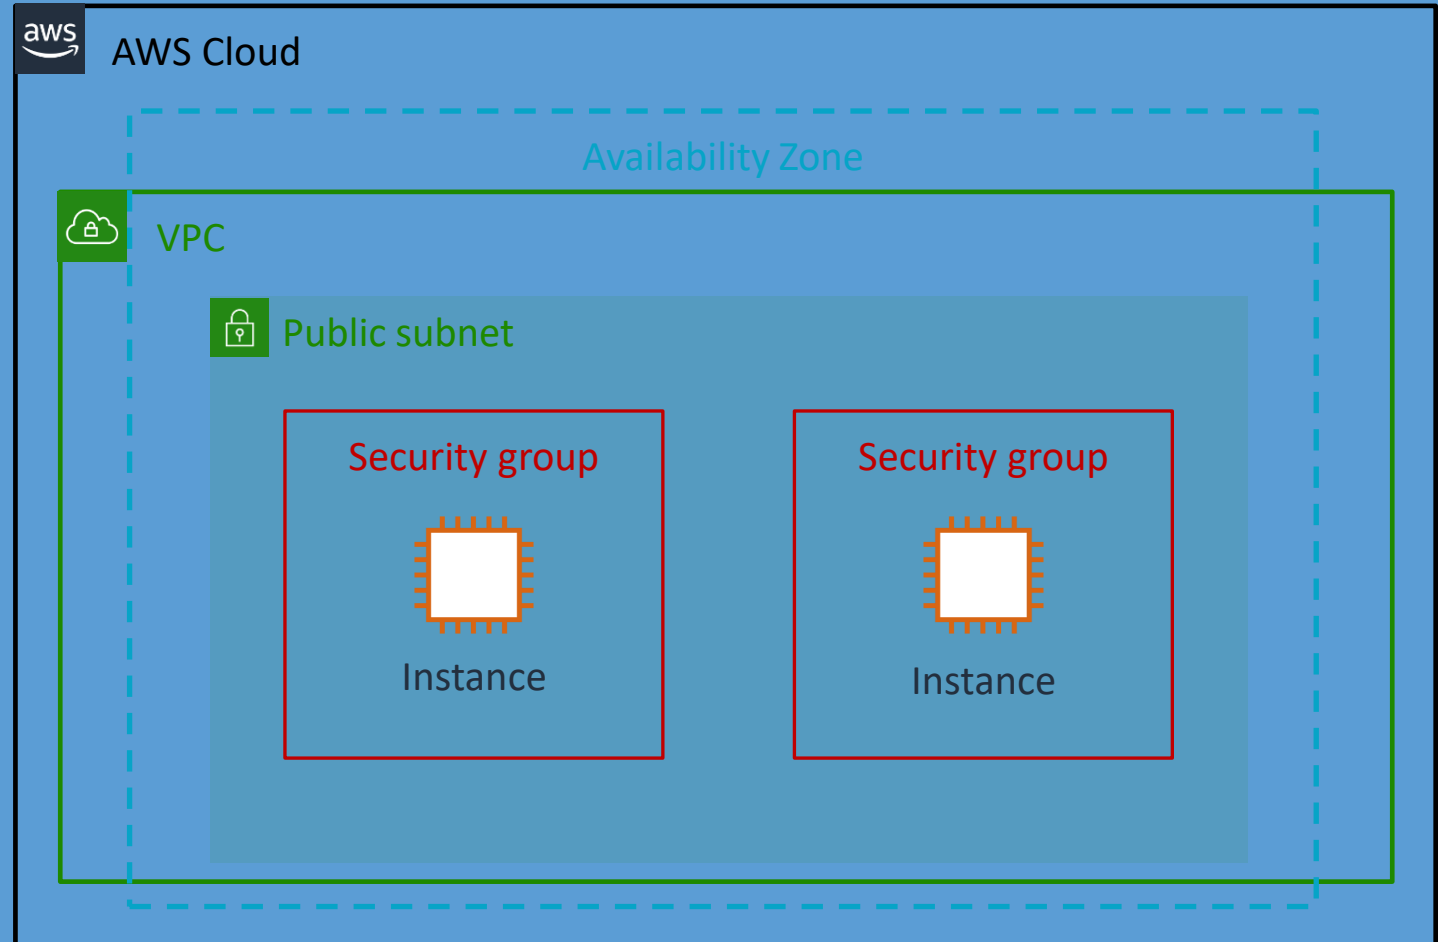 aws
AWS Cloud
Availability Zone
VPC
Public subnet
Security group
Security group
Instance
Instance